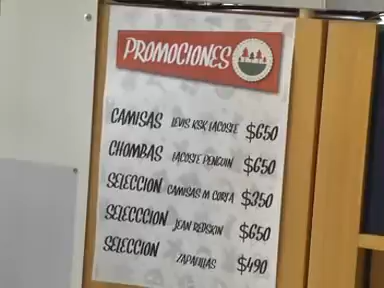 PROMOCIONES
CAMISAS LEVIS KSK LACOSTE $650
CHOMBAS LACOSTE PENGUIN $650
SELECCION CAMISAS M CORTA $350
SELECCCION JEAN REDSKIN $650
SELECCION ZAPATILLAS $490